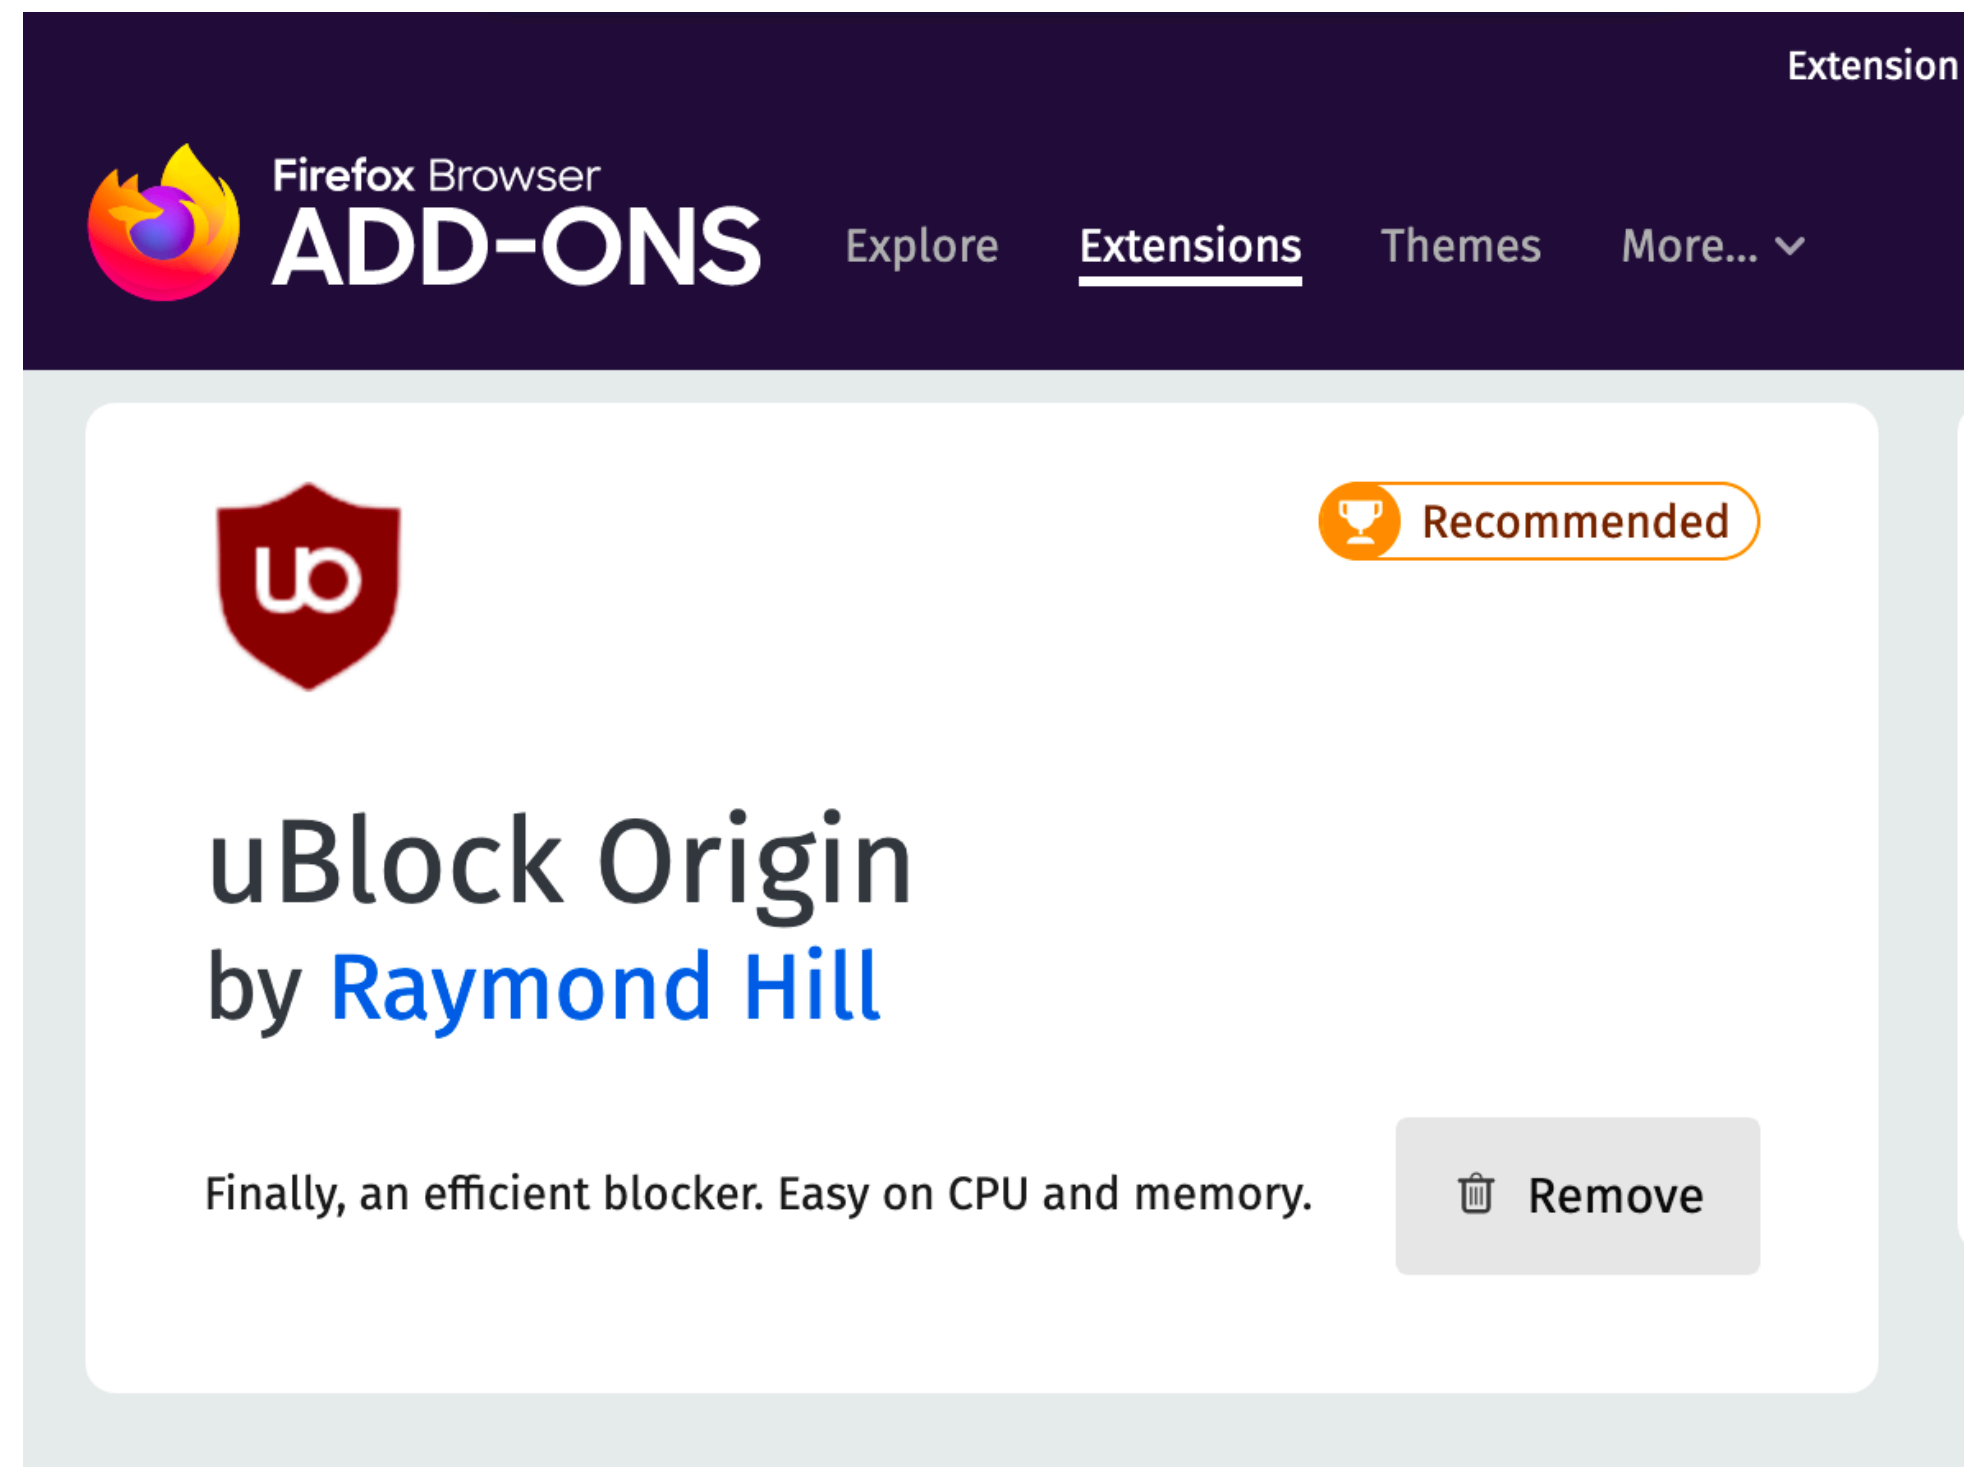 Extension
Firefox Browser
ADD-ONS
Explore Extensions Themes More...
uo
Recommended
uBlock Origin
by Raymond Hill
Finally, an efficient blocker. Easy on CPU and memory.
Remove